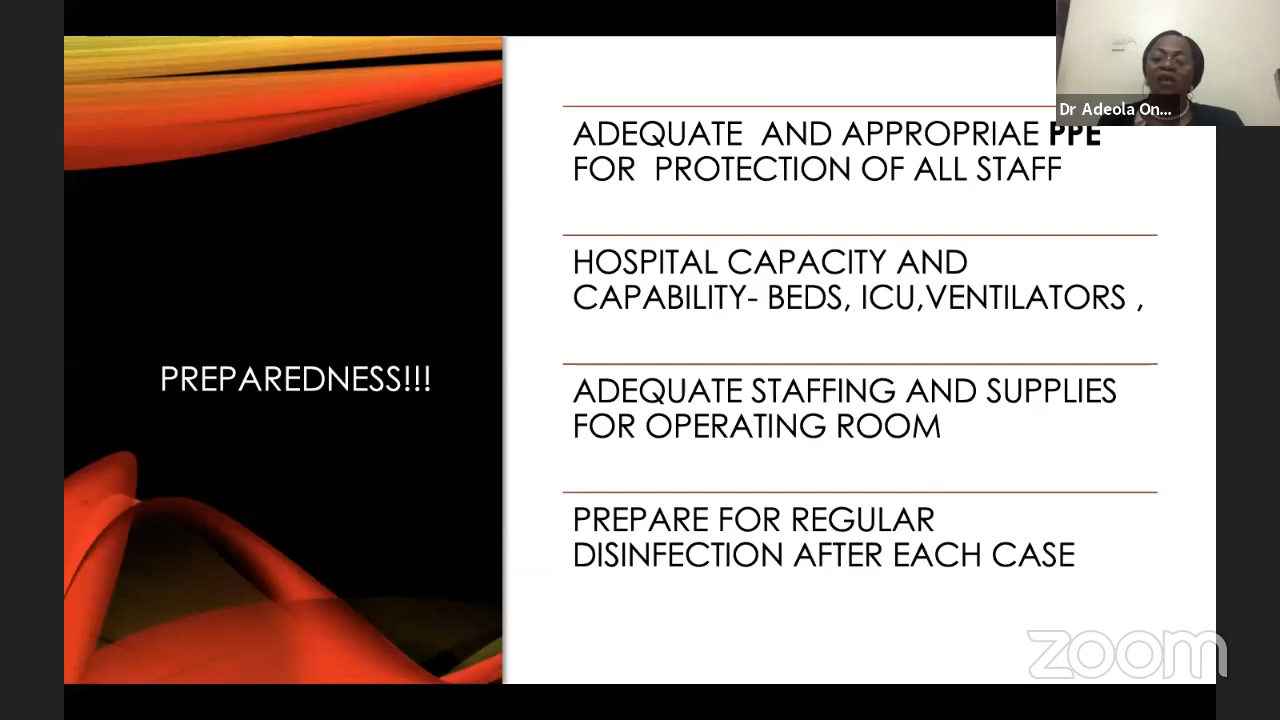 Dr Adeola On...
ADEQUATE AND APPROPRIAE PPE
FOR PROTECTION OF ALL STAFF
HOSPITAL CAPACITY AND
CAPABILITY- BEDS, ICU,VENTILATORS ,
PREPAREDNESS!!!
ADEQUATE STAFFING AND SUPPLIES
FOR OPERATING ROOM
PREPARE FOR REGULAR
DISINFECTION AFTER EACH CASE
zoom